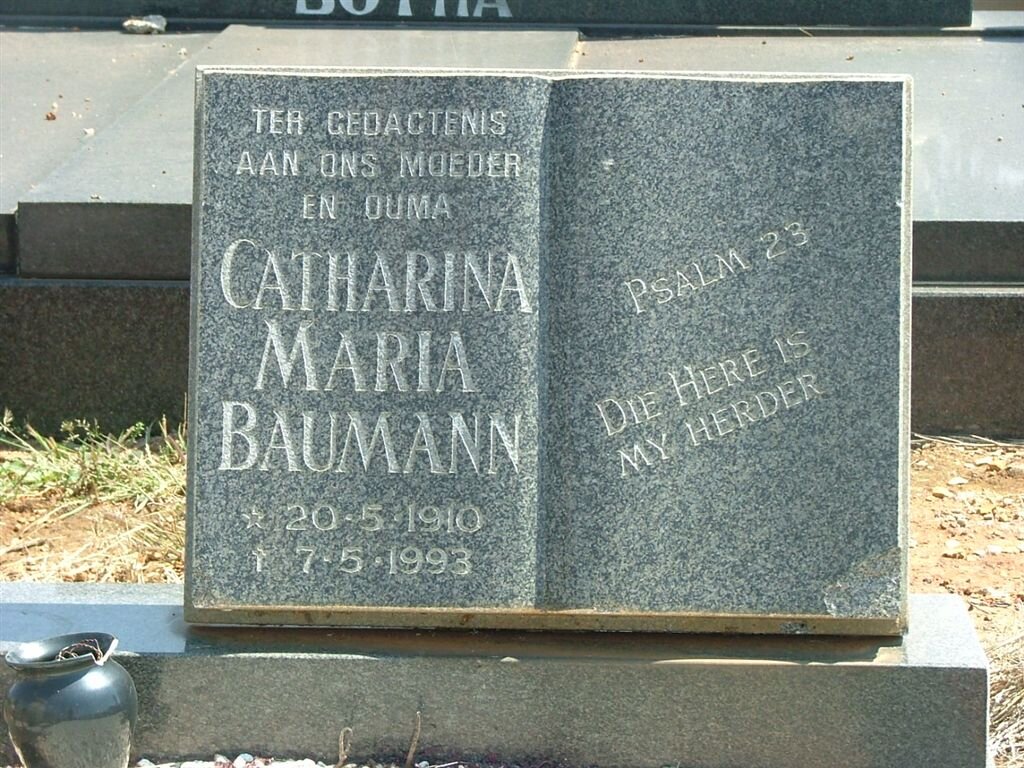 BOTHA
TER GEDAGTENIS
AAN ONS MOEDER
EN OUMA
CATHARINA
MARIA
BAUMANN
☆ 20·5·1910
† 7·5·1993
PSALM 23
DIE HERE IS
MY HERDER